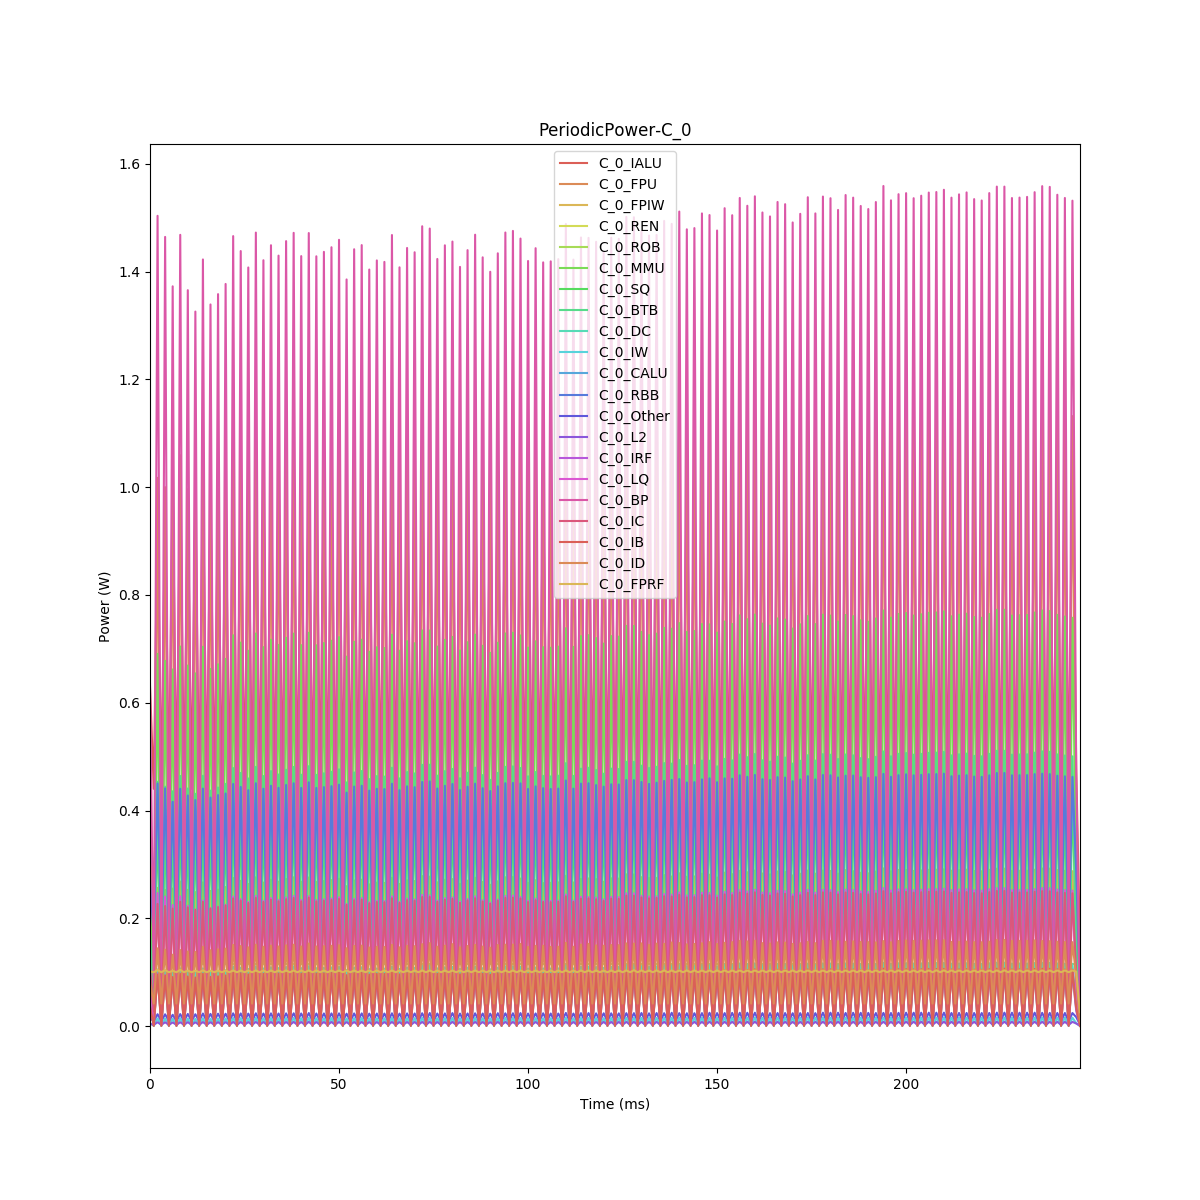 PeriodicPower-C_0
1.6
1.4
1.2
1.0
0.8
0.6
0.4
0.2
0.0
Power (W)
C_0_IALU
C_0_FPU
C_0_FPIW
C_0_REN
C_0_ROB
C_0_MMU
C_0_SQ
C_0_BTB
C_0_DC
C_0_IW
C_0_CALU
C_0_RBB
C_0_Other
C_0_L2
C_0_IRF
C_0_LQ
C_0_BP
C_0_IC
C_0_IB
C_0_ID
C_0_FPRF
0
50
100
150
200
Time (ms)